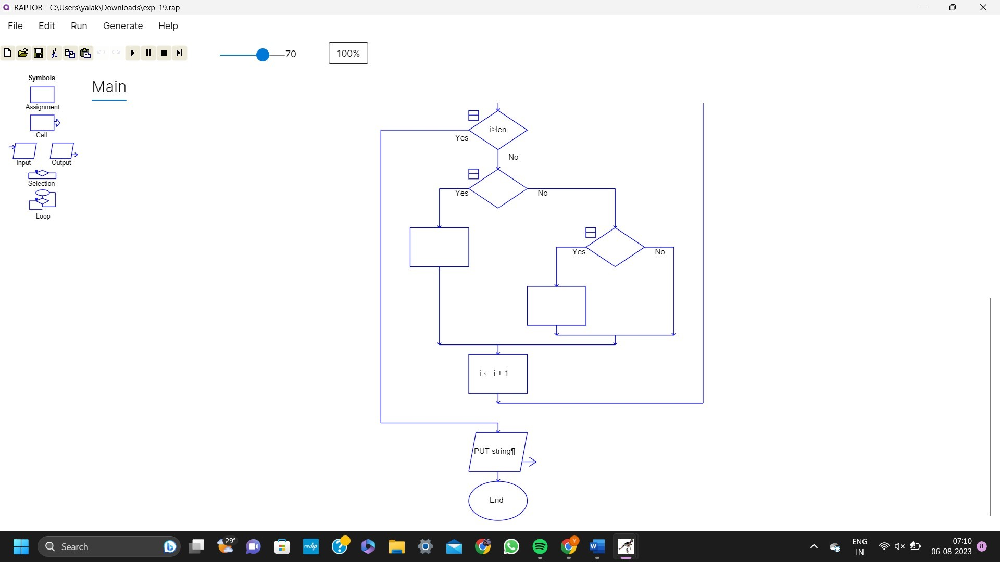 RAPTOR - C:\Users\yalak\Downloads\exp_19.rap
File Edit Run Generate Help
70
100%
Symbols
Assignment
Call
Input Output
Selection
Loop
Main
i>len
Yes
No
Yes
No
Yes
No
i ← i + 1
PUT string¶
End
Search
29°
myhp
Y
W
ENG
IN
07:10
06-08-2023
8